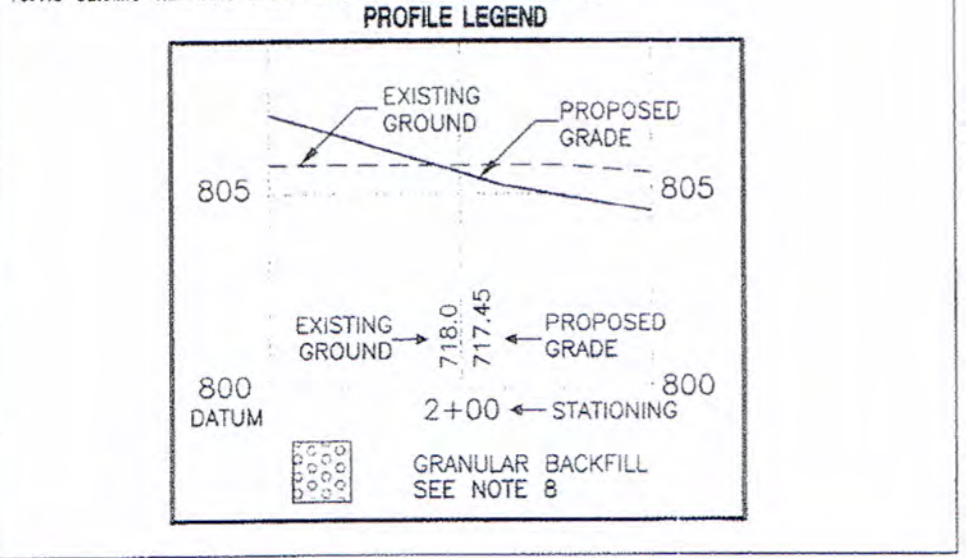 PROFILE LEGEND
EXISTING
GROUND
PROPOSED
GRADE
805
805
EXISTING
GROUND
718.0
717.45
PROPOSED
GRADE
800
DATUM
800
2+00
STATIONING
GRANULAR BACKFILL
SEE NOTE 8